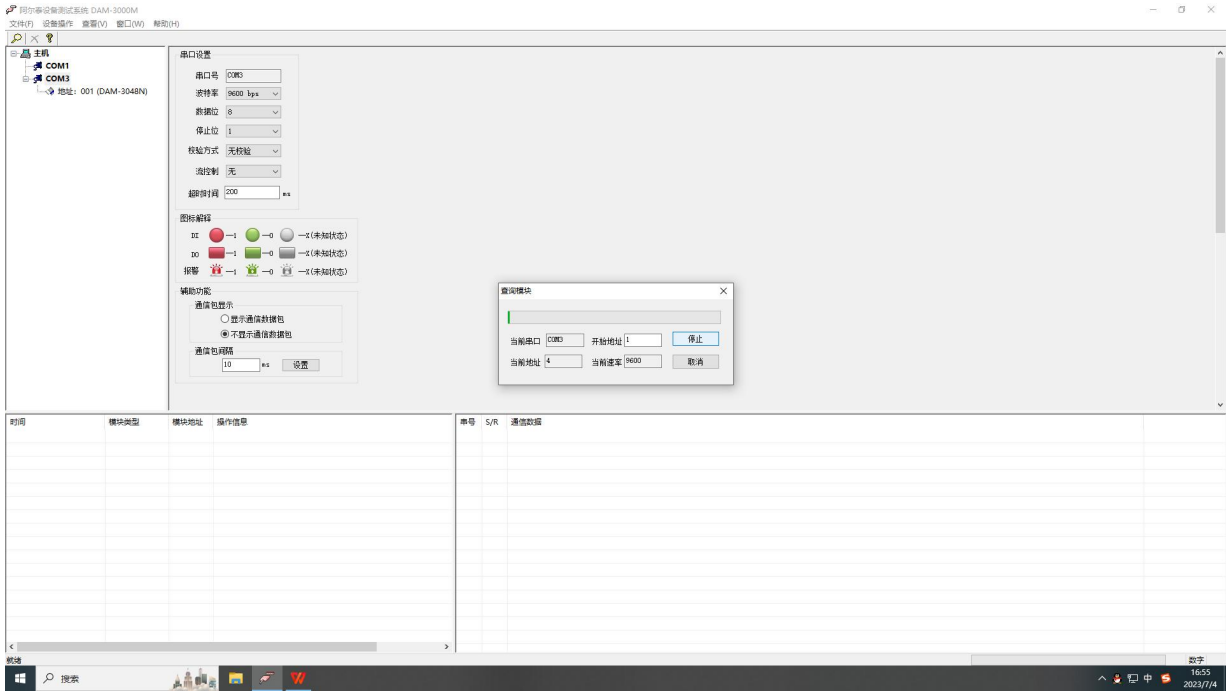 阿尔泰设备测试系统 DAM-3000M
文件(F) 设备操作 查看(V) 窗口(W) 帮助(H)
主机
COM1
COM3
地址：001 (DAM-3048N)
串口设置
串口号 COM3
波特率 9600 bps
数据位 8
停止位 1
校验方式 无校验
流控制 无
超时时间 200 ms
图标解释
DI —1 —0 —X(未知状态)
DO —1 —0 —X(未知状态)
报警 —1 —0 —X(未知状态)
辅助功能
通信包显示
显示通信数据包
不显示通信数据包
通信包间隔
10 ms 设置
查询模块
当前串口 COM3 开始地址 1 停止
当前地址 4 当前速率 9600 取消
时间 模块类型 模块地址 操作信息
串号 S/R 通信数据
就绪 数字
搜索
中
16:55
2023/7/4